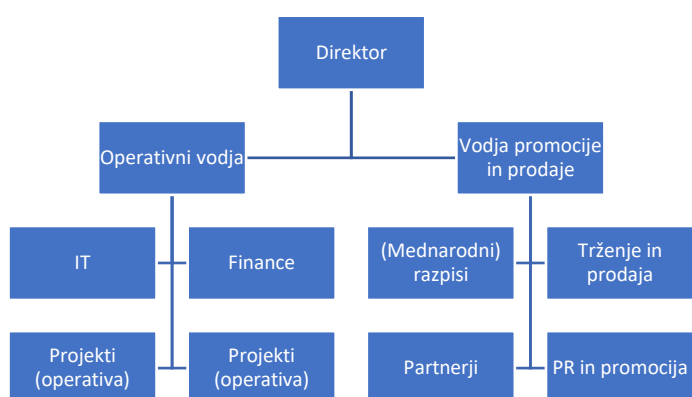 Direktor
Operativni vodja
Vodja promocije
in prodaje
IT
Finance
(Mednarodni)
razpisi
Trženje in
prodaja
Projekti
(operativa)
Projekti
(operativa)
Partnerji
PR in promocija